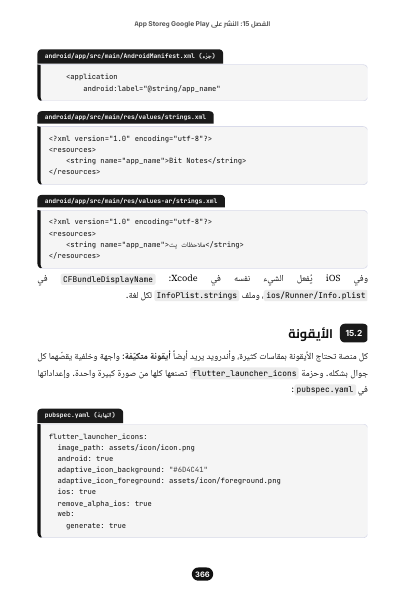 الفصل 15: النشر على App Storeg Google Play
android/app/src/main/AndroidManifest.xml (جزء)
<application
android:label="@string/app_name"
android/app/src/main/res/values/strings.xml
<?xml version="1.0" encoding="utf-8"?>
<resources>
<string name="app_name">Bit Notes</string>
</resources>
android/app/src/main/res/values-ar/strings.xml
<?xml version="1.0" encoding="utf-8"?>
<resources>
<string name="app_name">ملاحظات بت</string>
</resources>
وفي iOS يُفعل الشيء نفسه في Xcode: CFBundleDisplayName في
ios/Runner/Info.plist، وملف InfoPlist.strings لكل لغة.
15.2 الأيقونة
كل منصة تحتاج الأيقونة بمقاسات كثيرة، وأندرويد يريد أيضاً أيقونة متكيّفة: واجهة وخلفية يقصّهما كل
جوال بشكله. وحزمة flutter_launcher_icons تصنعها كلها من صورة كبيرة واحدة. وإعداداتها
في pubspec.yaml:
pubspec.yaml (النهاية)
flutter_launcher_icons:
image_path: assets/icon/icon.png
android: true
adaptive_icon_background: "#6D4C41"
adaptive_icon_foreground: assets/icon/foreground.png
ios: true
remove_alpha_ios: true
web:
generate: true
366